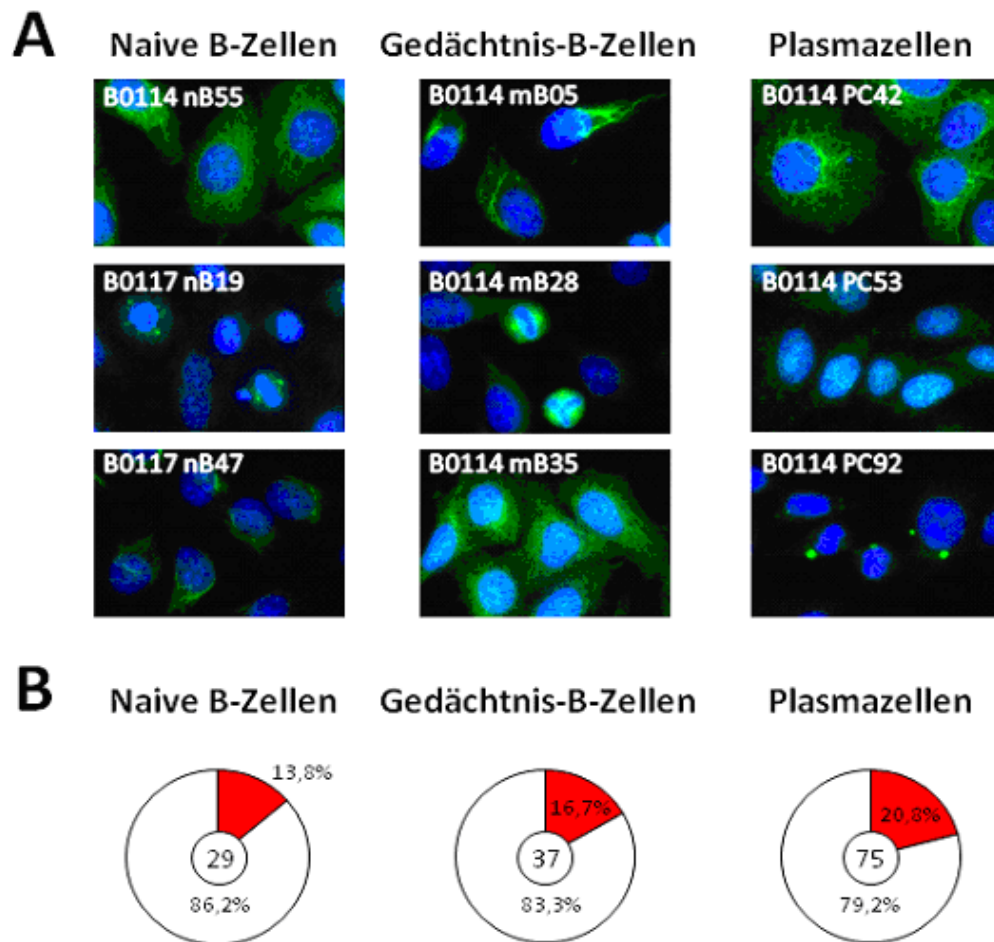 A
Naive B-Zellen Gedächtnis-B-Zellen Plasmazellen
B0114 nB55 B0114 mB05 B0114 PC42
B0117 nB19 B0114 mB28 B0114 PC53
B0117 nB47 B0114 mB35 B0114 PC92
B
Naive B-Zellen Gedächtnis-B-Zellen Plasmazellen
13,8% 16,7% 20,8%
29 37 75
86,2% 83,3% 79,2%